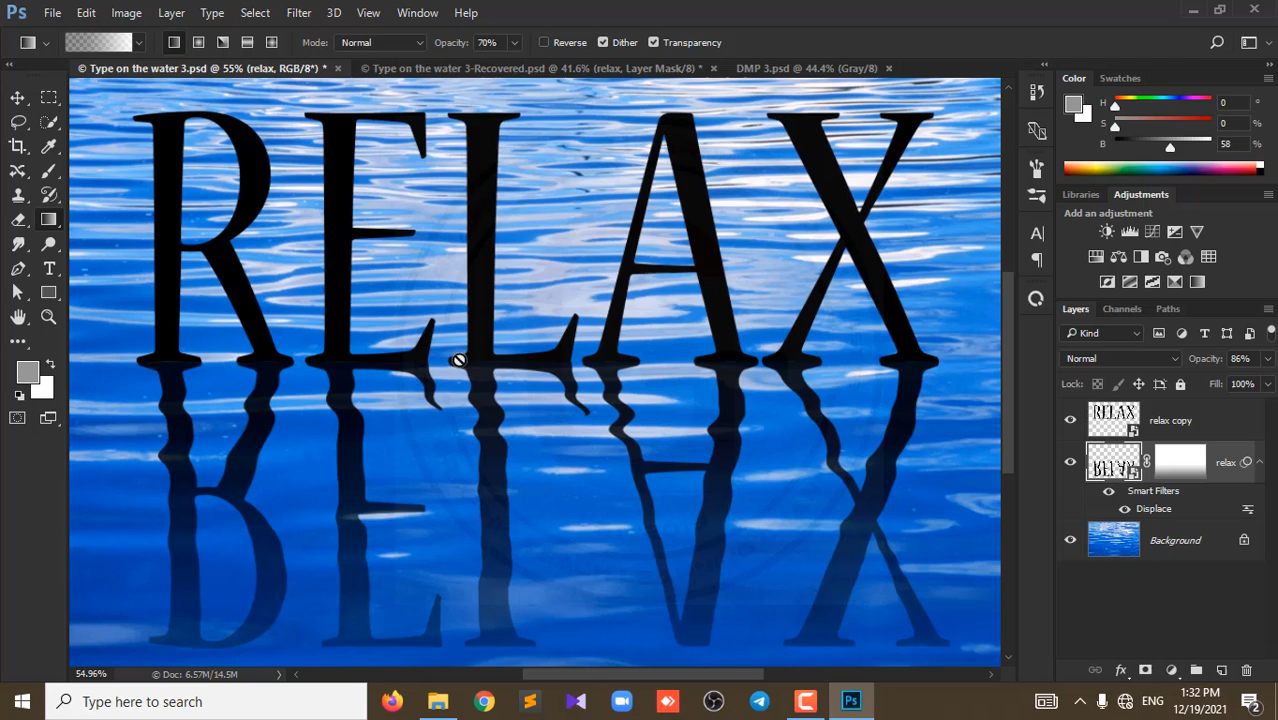 Ps File Edit Image Layer Type Select Filter 3D View Window Help
Mode: Normal Opacity: 70% Reverse Dither Transparency
© Type on the water 3.psd @ 55% (relax, RGB/8*) * × © Type on the water 3-Recovered.psd @ 41.6% (relax, Layer Mask/8) * × DMP 3.psd @ 44.4% (Gray/8) ×
RELAX
RELAX
Color Swatches
H 0 °
S 0 %
B 58 %
Libraries Adjustments
Add an adjustment
Layers Channels Paths
Kind
Normal Opacity: 86%
Lock: Fill: 100%
RELAX relax copy
RELAX relax
Smart Filters
Displace
Background
54.96% © Doc: 6.57M/14.5M
Type here to search
Ps
ENG
1:32 PM
12/19/2021
2